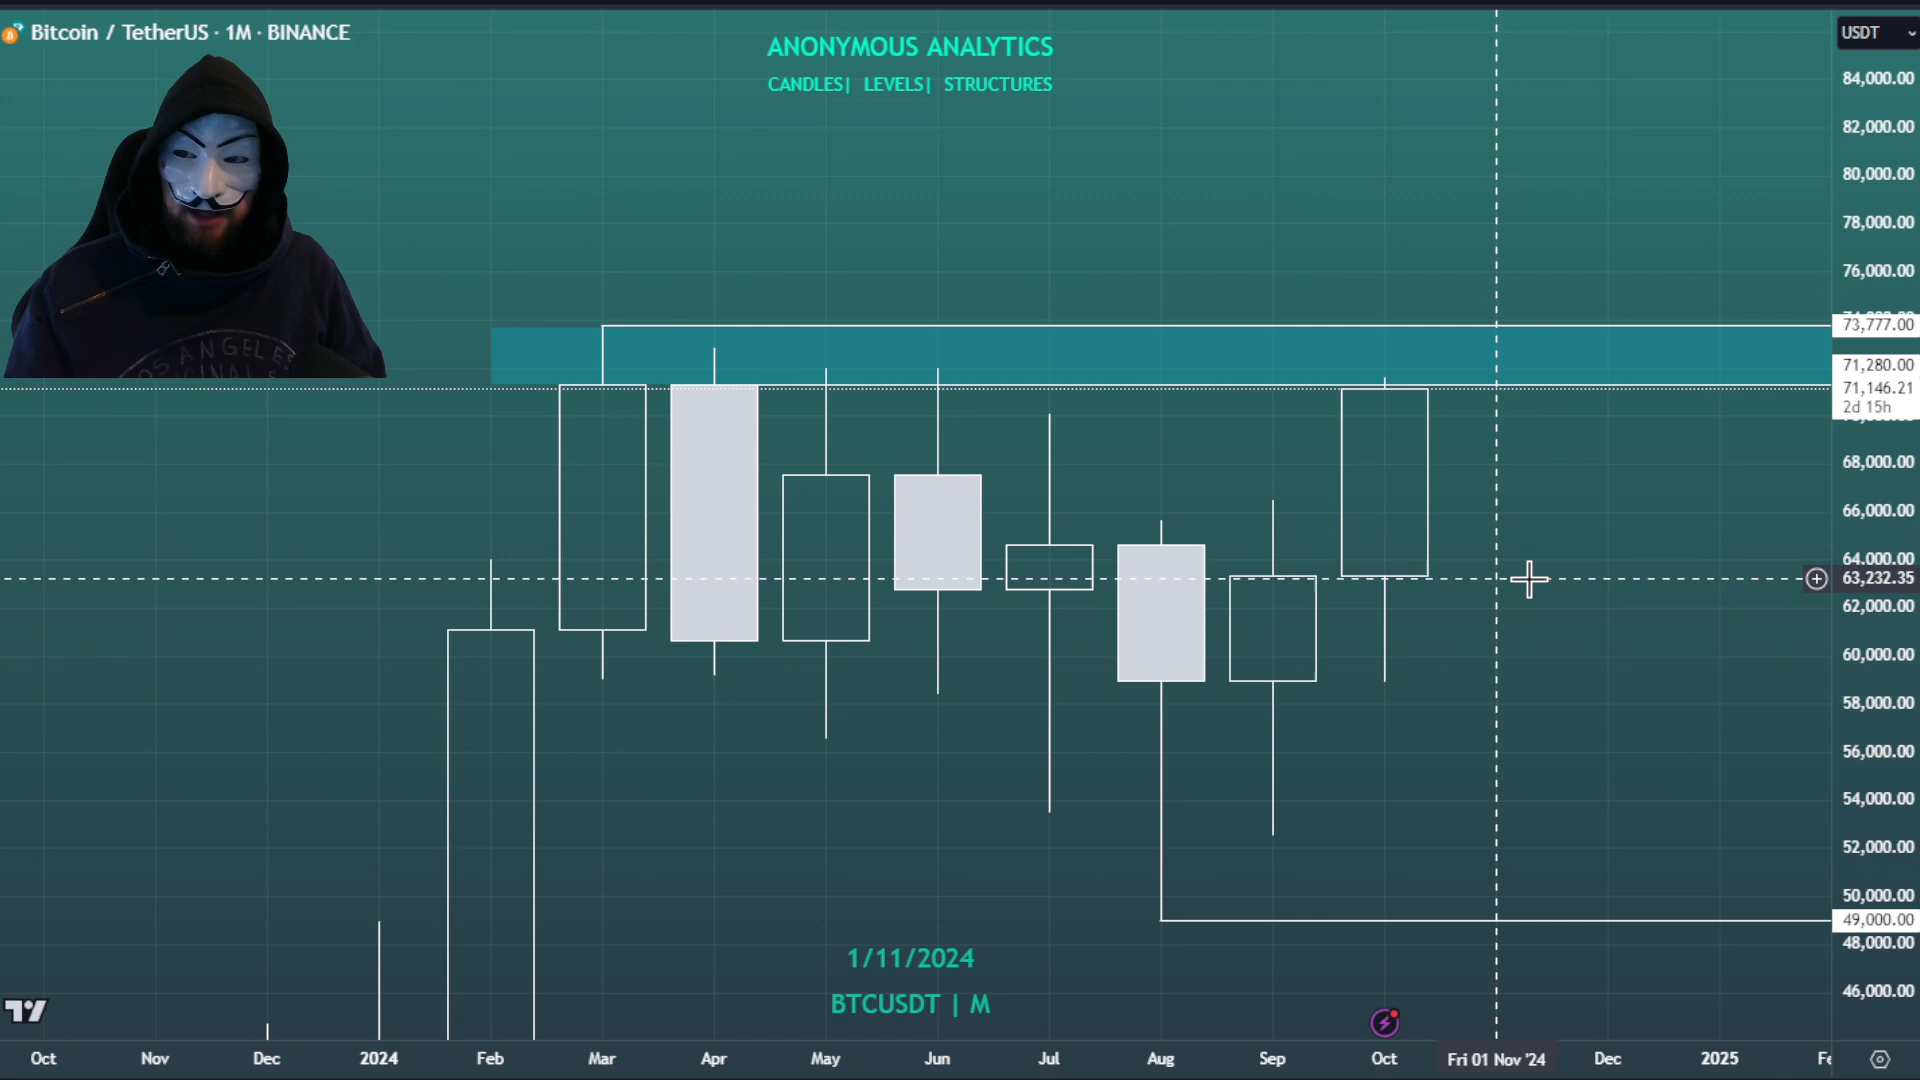 Bitcoin / TetherUS · 1M · BINANCE
ANONYMOUS ANALYTICS
CANDLES| LEVELS| STRUCTURES
USDT
84,000.00
82,000.00
80,000.00
78,000.00
76,000.00
73,777.00
71,280.00
71,146.21
2d 15h
68,000.00
66,000.00
64,000.00
63,232.35
62,000.00
60,000.00
58,000.00
56,000.00
54,000.00
52,000.00
50,000.00
49,000.00
48,000.00
46,000.00
OS ANGELES
1/11/2024
BTCUSDT | M
Oct Nov Dec 2024 Feb Mar Apr May Jun Jul Aug Sep Oct Fri 01 Nov '24 Dec 2025 Fe